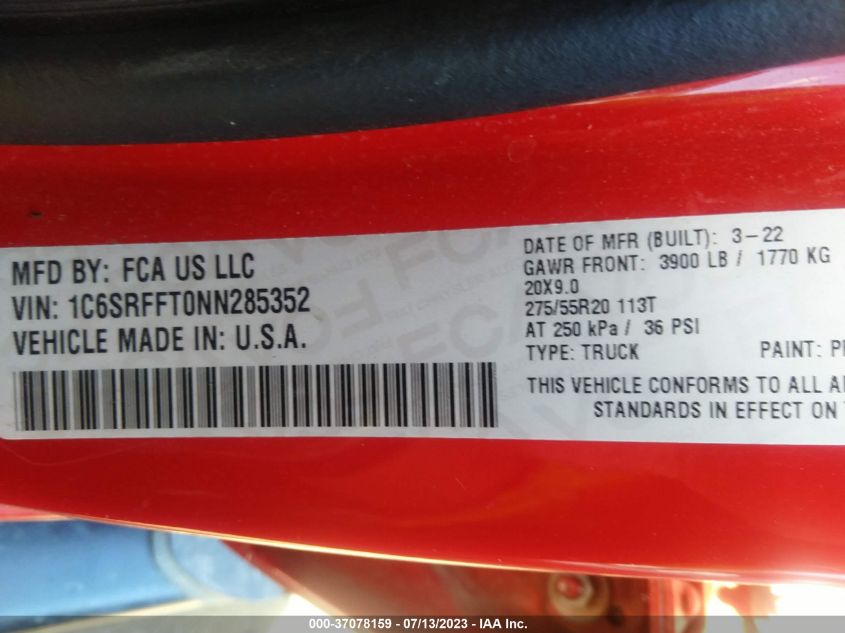 MFD BY: FCA US LLC
VIN: 1C6SRFFT0NN285352
VEHICLE MADE IN: U.S.A.
DATE OF MFR (BUILT): 3-22
GAWR FRONT: 3900 LB / 1770 KG
20X9.0
275/55R20 113T
AT 250 kPa / 36 PSI
TYPE: TRUCK PAINT:
THIS VEHICLE CONFORMS TO ALL
STANDARDS IN EFFECT ON
000-37078159 - 07/13/2023 - IAA Inc.